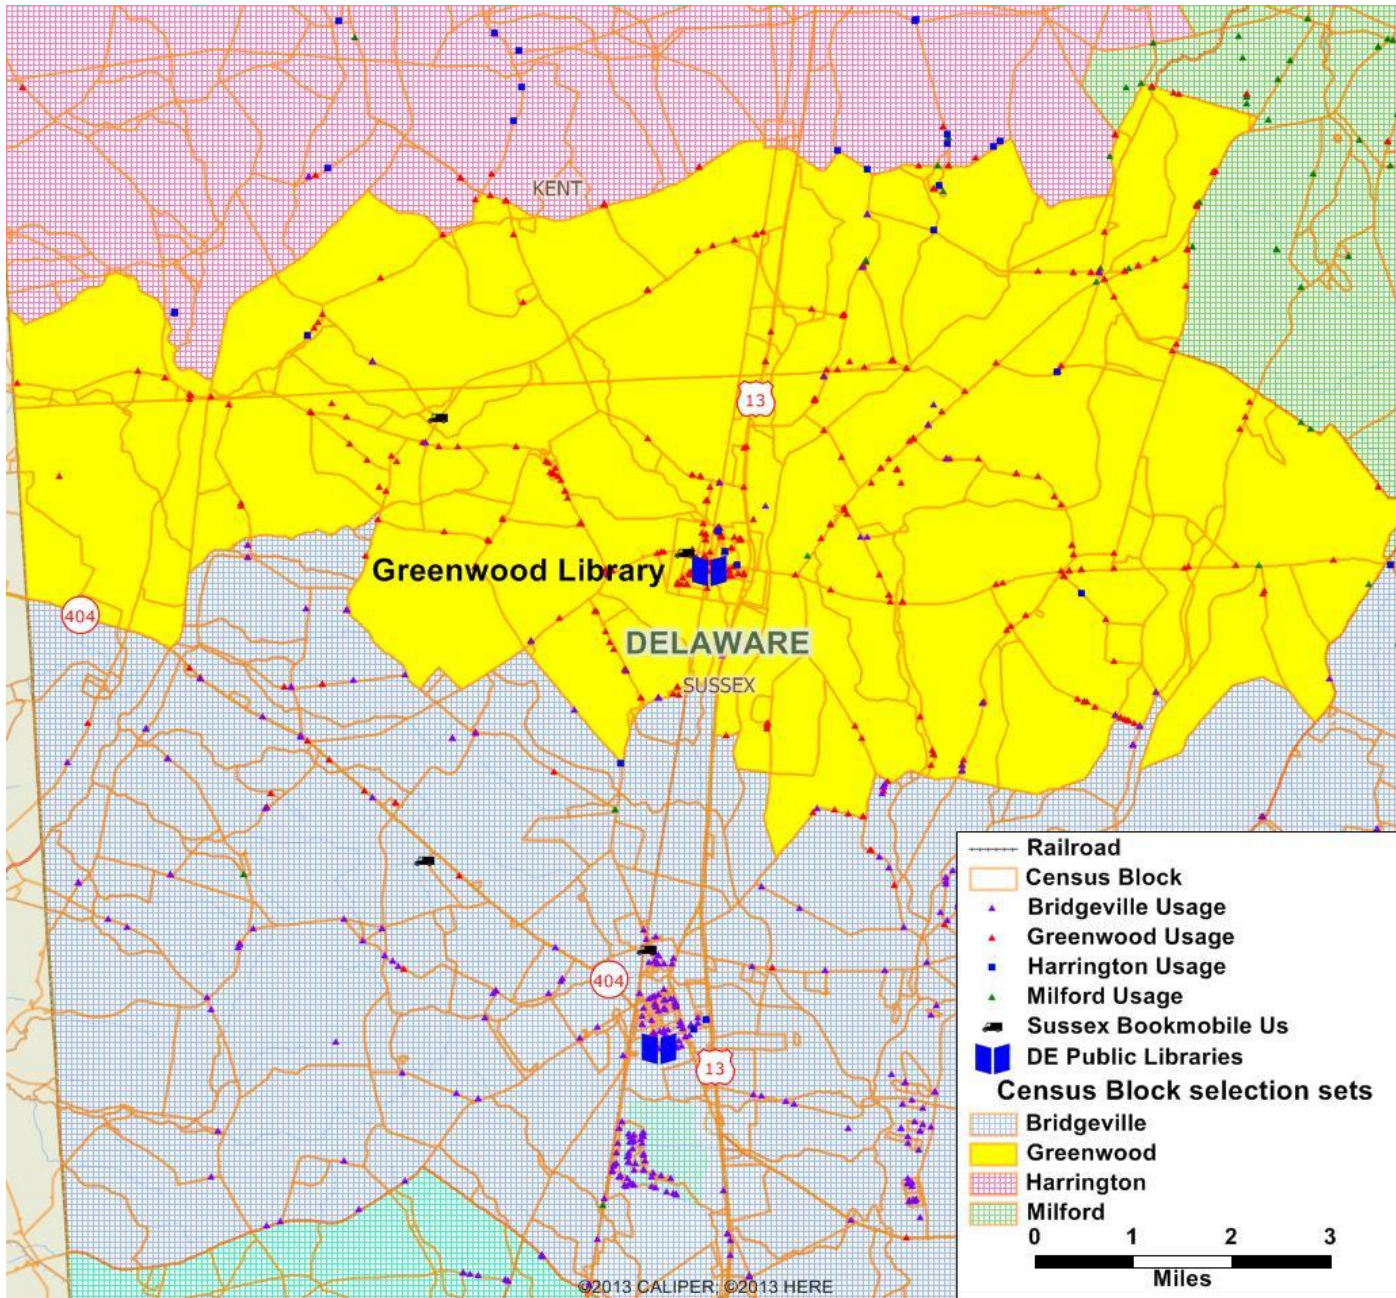 KENT
13
Greenwood Library
404
DELAWARE
SUSSEX
Railroad
Census Block
Bridgeville Usage
Greenwood Usage
Harrington Usage
Milford Usage
Sussex Bookmobile Us
DE Public Libraries
Census Block selection sets
Bridgeville
Greenwood
Harrington
Milford
0 1 2 3
Miles
404
13
©2013 CALIPER; ©2013 HERE